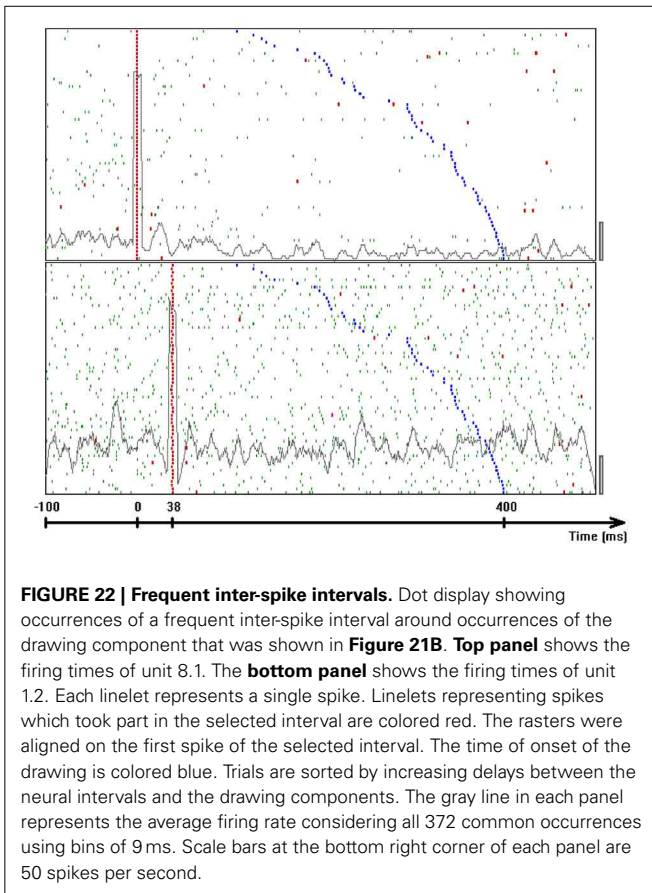 -100 0 38 400
Time (ms)
FIGURE 22 | Frequent inter-spike intervals. Dot display showing
occurrences of a frequent inter-spike interval around occurrences of the
drawing component that was shown in Figure 21B. Top panel shows the
firing times of unit 8.1. The bottom panel shows the firing times of unit
1.2. Each linelet represents a single spike. Linelets representing spikes
which took part in the selected interval are colored red. The rasters were
aligned on the first spike of the selected interval. The time of onset of the
drawing is colored blue. Trials are sorted by increasing delays between the
neural intervals and the drawing components. The gray line in each panel
represents the average firing rate considering all 372 common occurrences
using bins of 9 ms. Scale bars at the bottom right corner of each panel are
50 spikes per second.